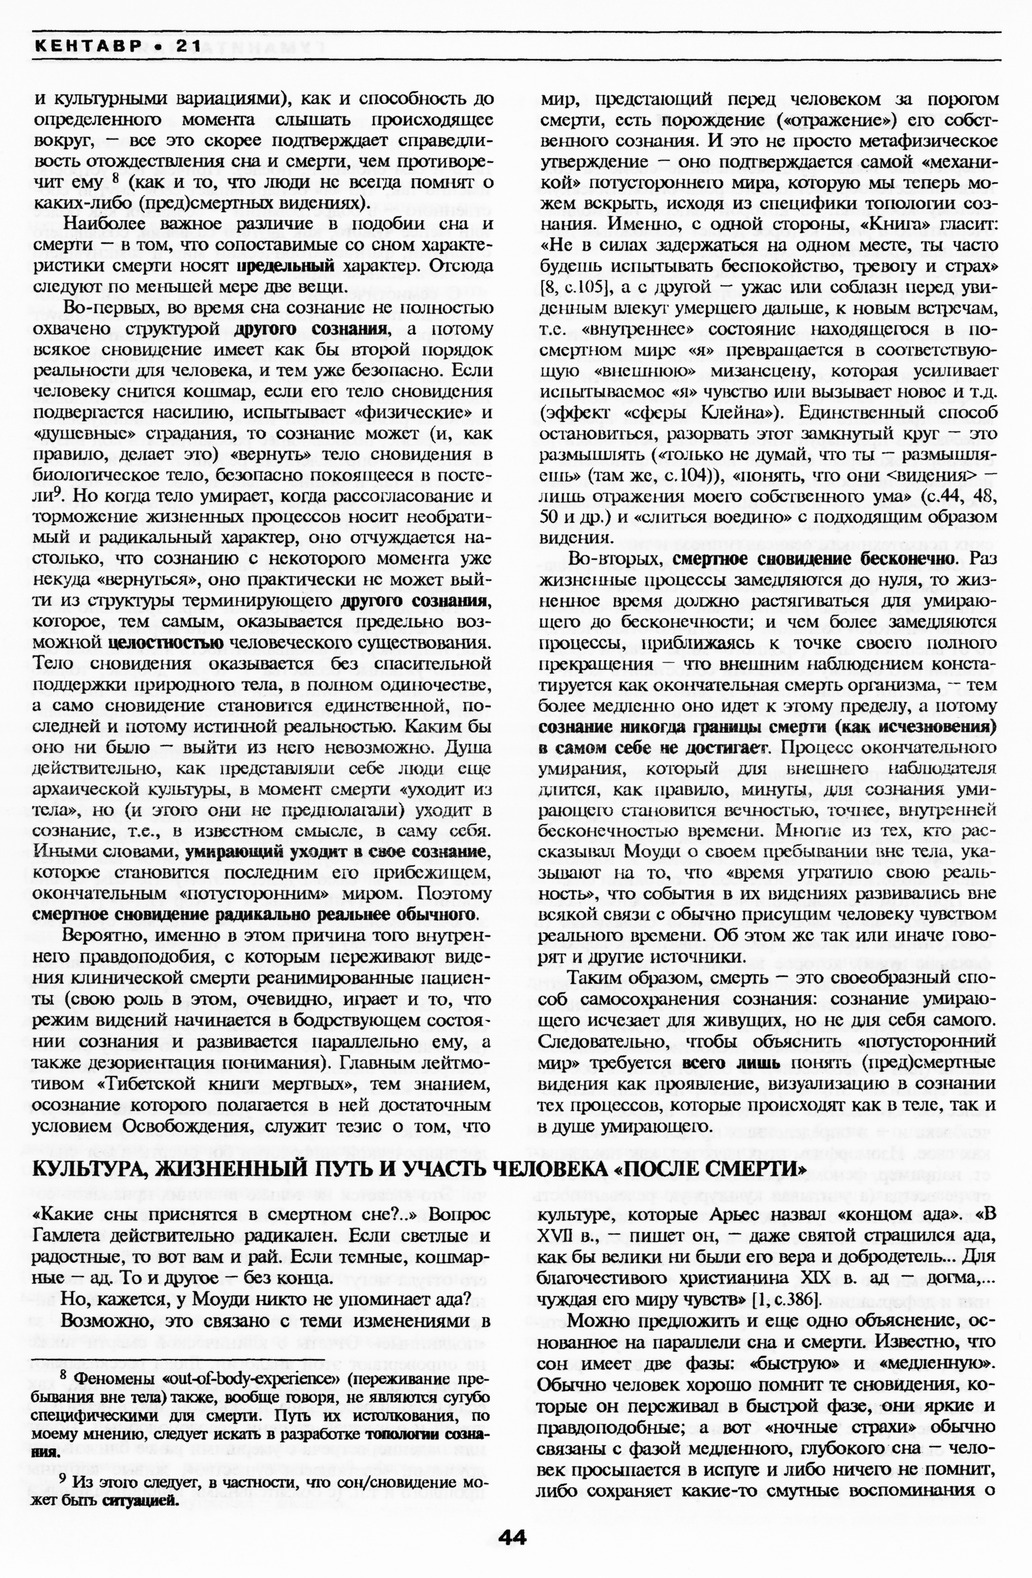 КЕНТАВР • 21
и культурными вариациями), как и способность до
определенного момента слышать происходящее
вокруг, — все это скорее подтверждает справедли-
вость отождествления сна и смерти, чем противоре-
чит ему 8 (как и то, что люди не всегда помнят о
каких-либо (пред)смертных видениях).
Наиболее важное различие в подобии сна и
смерти — в том, что сопоставимые со сном характе-
ристики смерти носят предельный характер. Отсюда
следуют по меньшей мере две вещи.
Во-первых, во время сна сознание не полностью
охвачено структурой другого сознания, а потому
всякое сновидение имеет как бы второй порядок
реальности для человека, и тем уже безопасно. Если
человеку снится кошмар, если его тело сновидения
подвергается насилию, испытывает «физические» и
«душевные» страдания, то сознание может (и, как
правило, делает это) «вернуть» тело сновидения в
биологическое тело, безопасно покоящееся в посте-
ли9. Но когда тело умирает, когда рассогласование и
торможение жизненных процессов носит необрати-
мый и радикальный характер, оно отчуждается на-
столько, что сознанию с некоторого момента уже
некуда «вернуться», оно практически не может вый-
ти из структуры терминирующего другого сознания,
которое, тем самым, оказывается предельно воз-
можной целостностью человеческого существования.
Тело сновидения оказывается без спасительной
поддержки природного тела, в полном одиночестве,
а само сновидение становится единственной, по-
следней и потому истинной реальностью. Каким бы
оно ни было — выйти из него невозможно. Душа
действительно, как представляли себе люди еще
архаической культуры, в момент смерти «уходит из
тела», но (и этого они не предполагали) уходит в
сознание, т.е., в известном смысле, в саму себя.
Иными словами, умирающий уходит в свое сознание,
которое становится последним его прибежищем,
окончательным «потусторонним» миром. Поэтому
смертное сновидение радикально реальнее обычного.
Вероятно, именно в этом причина того внутрен-
него правдоподобия, с которым переживают виде-
ния клинической смерти реанимированные пациен-
ты (свою роль в этом, очевидно, играет и то, что
режим видений начинается в бодрствующем состоя-
нии сознания и развивается параллельно ему, а
также дезориентация понимания). Главным лейтмо-
тивом «Тибетской книги мертвых», тем знанием,
осознание которого полагается в ней достаточным
условием Освобождения, служит тезис о том, что
мир, предстающий перед человеком за порогом
смерти, есть порождение («отражение») его собст-
венного сознания. И это не просто метафизическое
утверждение — оно подтверждается самой «механи-
кой» потустороннего мира, которую мы теперь мо-
жем вскрыть, исходя из специфики топологии соз-
нания. Именно, с одной стороны, «Книга» гласит:
«Не в силах задержаться на одном месте, ты часто
будешь испытывать беспокойство, тревогу и страх»
[8, с.105], а с другой — ужас или соблазн перед уви-
денным влекут умершего дальше, к новым встречам,
т.е. «внутреннее» состояние находящегося в по-
смертном мире «я» превращается в соответствую-
щую «внешнюю» мизансцену, которая усиливает
испытываемое «я» чувство или вызывает новое и т.д.
(эффект «сферы Клейна»). Единственный способ
остановиться, разорвать этот замкнутый круг — это
размышлять («только не думай, что ты — размышля-
ешь» (там же, с.104)), «понять, что они <видения> —
лишь отражения моего собственного ума» (с.44, 48,
50 и др.) и «слиться воедино» с подходящим образом
видения.
Во-вторых, смертное сновидение бесконечно. Раз
жизненные процессы замедляются до нуля, то жиз-
ненное время должно растягиваться для умираю-
щего до бесконечности; и чем более замедляются
процессы, приближаясь к точке своего полного
прекращения — что внешним наблюдением конста-
тируется как окончательная смерть организма, — тем
более медленно оно идет к этому пределу, а потому
сознание никогда границы смерти (как исчезновения)
в самом себе не достигает. Процесс окончательного
умирания, который для внешнего наблюдателя
длится, как правило, минуты, для сознания уми-
рающего становится вечностью, точнее, внутренней
бесконечностью времени. Многие из тех, кто рас-
сказывал Моуди о своем пребывании вне тела, ука-
зывают на то, что «время утратило свою реаль-
ность», что события в их видениях развивались вне
всякой связи с обычно присущим человеку чувством
реального времени. Об этом же так или иначе гово-
рят и другие источники.
Таким образом, смерть — это своеобразный спо-
соб самосохранения сознания: сознание умираю-
щего исчезает для живущих, но не для себя самого.
Следовательно, чтобы объяснить «потусторонний
мир» требуется всего лишь понять (пред)смертные
видения как проявление, визуализацию в сознании
тех процессов, которые происходят как в теле, так и
в душе умирающего.
КУЛЬТУРА, ЖИЗНЕННЫЙ ПУТЬ И УЧАСТЬ ЧЕЛОВЕКА «ПОСЛЕ СМЕРТИ»
«Какие сны приснятся в смертном сне?..» Вопрос
Гамлета действительно радикален. Если светлые и
радостные, то вот вам и рай. Если темные, кошмар-
ные — ад. То и другое — без конца.
Но, кажется, у Моуди никто не упоминает ада?
Возможно, это связано с теми изменениями в
8 Феномены «out-of-body-experience» (переживание пре-
бывания вне тела) также, вообще говоря, не являются сугубо
специфическими для смерти. Путь их истолкования, по
моему мнению, следует искать в разработке топологии созна-
ния.
9 Из этого следует, в частности, что сон/сновидение мо-
жет быть ситуацией.
культуре, которые Арьес назвал «концом ада». «В
XVII в., — пишет он, — даже святой страшился ада,
как бы велики ни были его вера и добродетель... Для
благочестивого христианина XIX в. ад — догма,...
чуждая его миру чувств» [1, с.386].
Можно предложить и еще одно объяснение, ос-
нованное на параллели сна и смерти. Известно, что
сон имеет две фазы: «быструю» и «медленную».
Обычно человек хорошо помнит те сновидения, ко-
торые он переживал в быстрой фазе, они яркие и
правдоподобные; а вот «ночные страхи» обычно
связаны с фазой медленного, глубокого сна — чело-
век просыпается в испуге и либо ничего не помнит,
либо сохраняет какие-то смутные воспоминания о
44